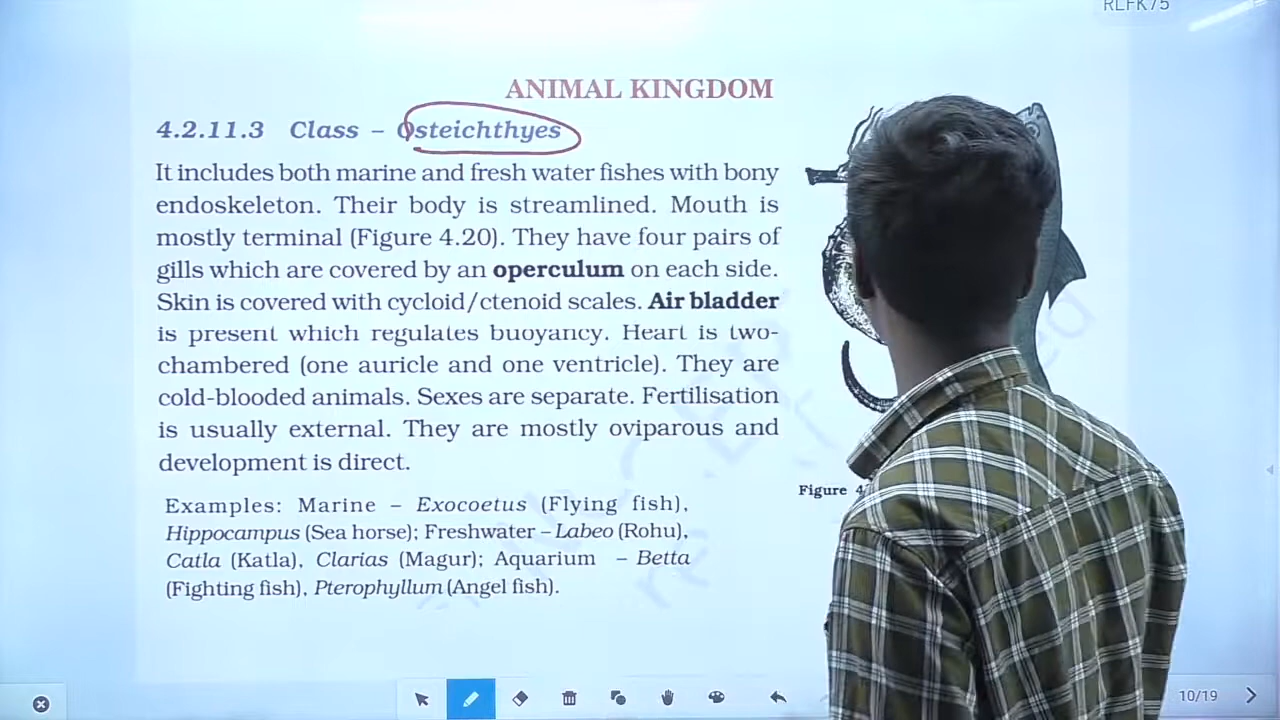 RLFK75
ANIMAL KINGDOM
4.2.11.3 Class – Osteichthyes
It includes both marine and fresh water fishes with bony
endoskeleton. Their body is streamlined. Mouth is
mostly terminal (Figure 4.20). They have four pairs of
gills which are covered by an operculum on each side.
Skin is covered with cycloid/ctenoid scales. Air bladder
is present which regulates buoyancy. Heart is two-
chambered (one auricle and one ventricle). They are
cold-blooded animals. Sexes are separate. Fertilisation
is usually external. They are mostly oviparous and
development is direct.
Examples: Marine – Exocoetus (Flying fish),
Hippocampus (Sea horse); Freshwater – Labeo (Rohu),
Catla (Katla), Clarias (Magur); Aquarium – Betta
(Fighting fish), Pterophyllum (Angel fish).
Figure 4
10/19